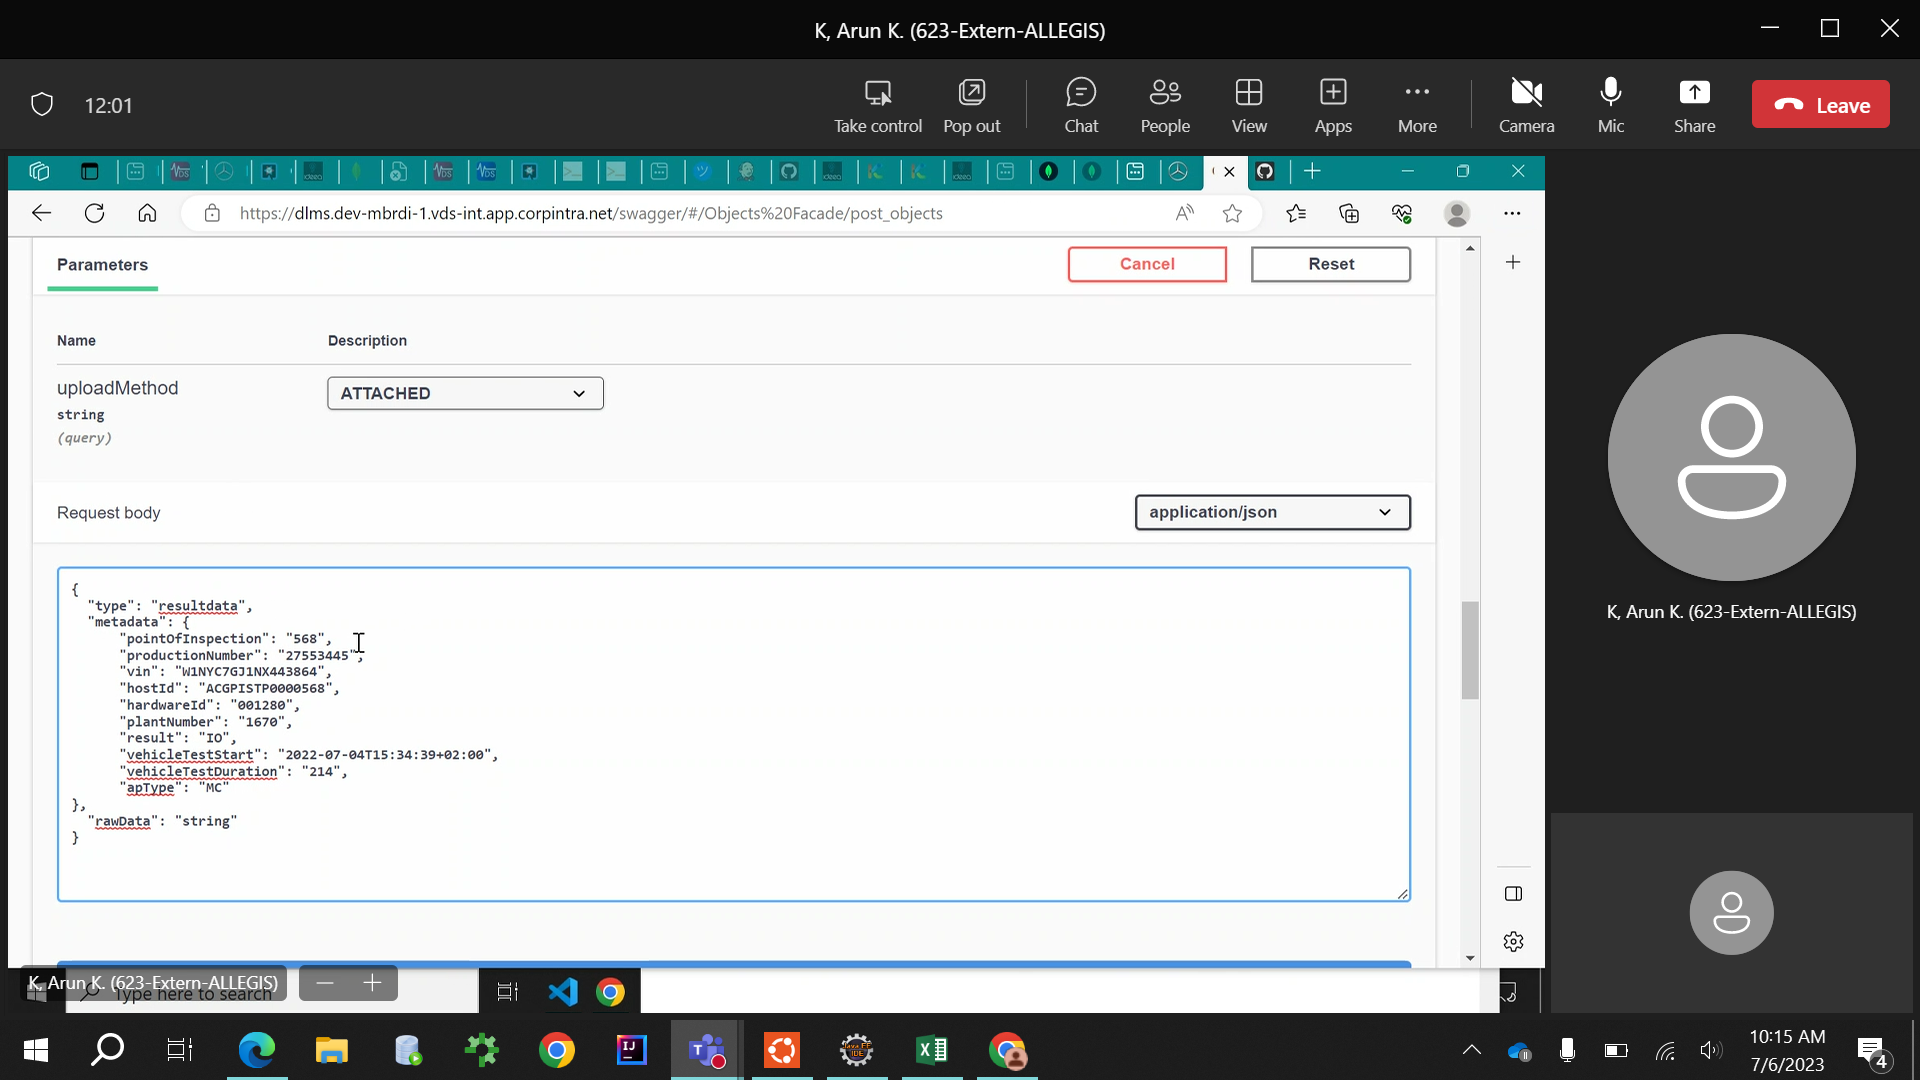 K, Arun K. (623-Extern-ALLEGIS)
12:01
Take control
Pop out
Chat
People
View
Apps
More
Camera
Mic
Share
Leave
https://dlms.dev-mbrdi-1.vds-int.app.corpintra.net/swagger/#/Objects%20Facade/post_objects
Parameters
Cancel
Reset
Name
Description
uploadMethod
string
(query)
ATTACHED
Request body
application/json
{
"type": "resultdata",
"metadata": {
"pointOfInspection": "568",
"productionNumber": "27553445",
"vin": "W1NYC7GJ1NX443864",
"hostId": "ACGPISTP0000568",
"hardwareId": "001280",
"plantNumber": "1670",
"result": "IO",
"vehicleTestStart": "2022-07-04T15:34:39+02:00",
"vehicleTestDuration": "214",
"apType": "MC"
},
"rawData": "string"
}
K, Arun K. (623-Extern-ALLEGIS)
K, Arun K. (623-Extern-ALLEGIS)
Type here to search
10:15 AM
7/6/2023
4